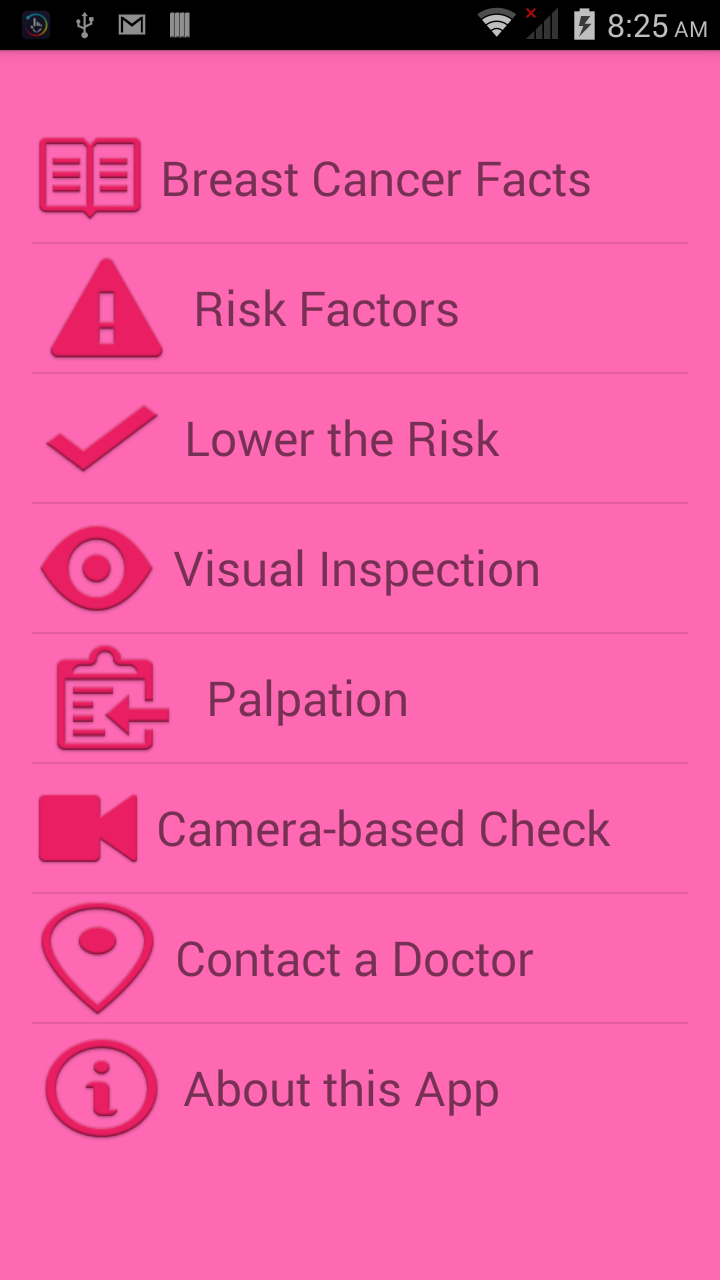 8:25 AM
Breast Cancer Facts
Risk Factors
Lower the Risk
Visual Inspection
Palpation
Camera-based Check
Contact a Doctor
About this App